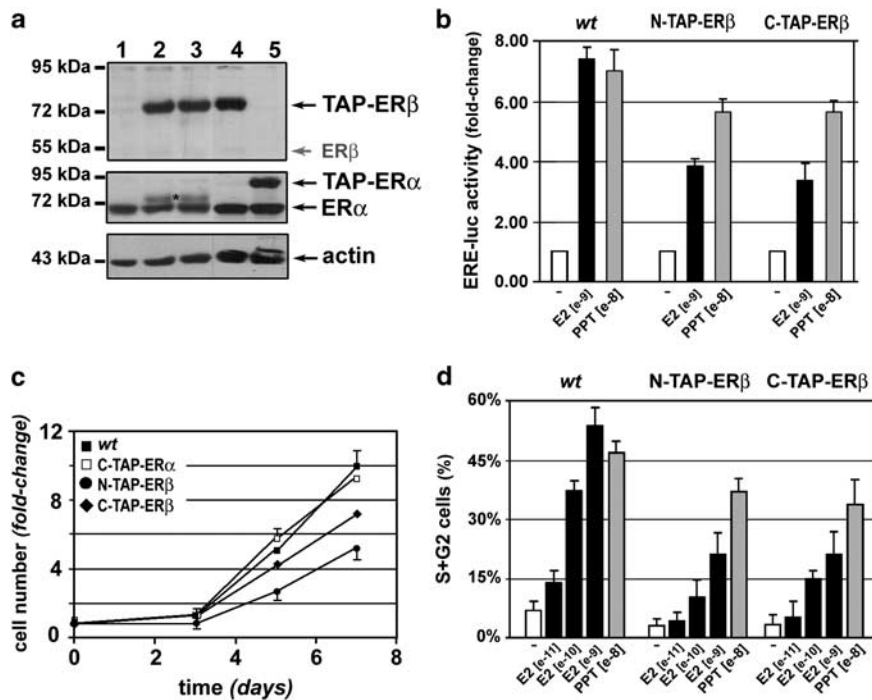 a
1 2 3 4 5
95 kDa
72 kDa
55 kDa
TAP-ERβ
ERβ
95 kDa
72 kDa
*
TAP-ERα
ERα
43 kDa
actin
b
wt N-TAP-ERβ C-TAP-ERβ
ERE-luc activity (fold-change)
8.00
6.00
4.00
2.00
0.00
- E2 [e-9] PPT [e-8] - E2 [e-9] PPT [e-8] - E2 [e-9] PPT [e-8]
c
cell number (fold-change)
12
8
4
0
wt
C-TAP-ERα
N-TAP-ERβ
C-TAP-ERβ
0 2 4 6 8
time (days)
d
wt N-TAP-ERβ C-TAP-ERβ
S+G2 cells (%)
60%
45%
30%
15%
0%
- E2 [e-11] E2 [e-10] E2 [e-9] PPT [e-8] - E2 [e-11] E2 [e-10] E2 [e-9] PPT [e-8] - E2 [e-11] E2 [e-10] E2 [e-9] PPT [e-8]